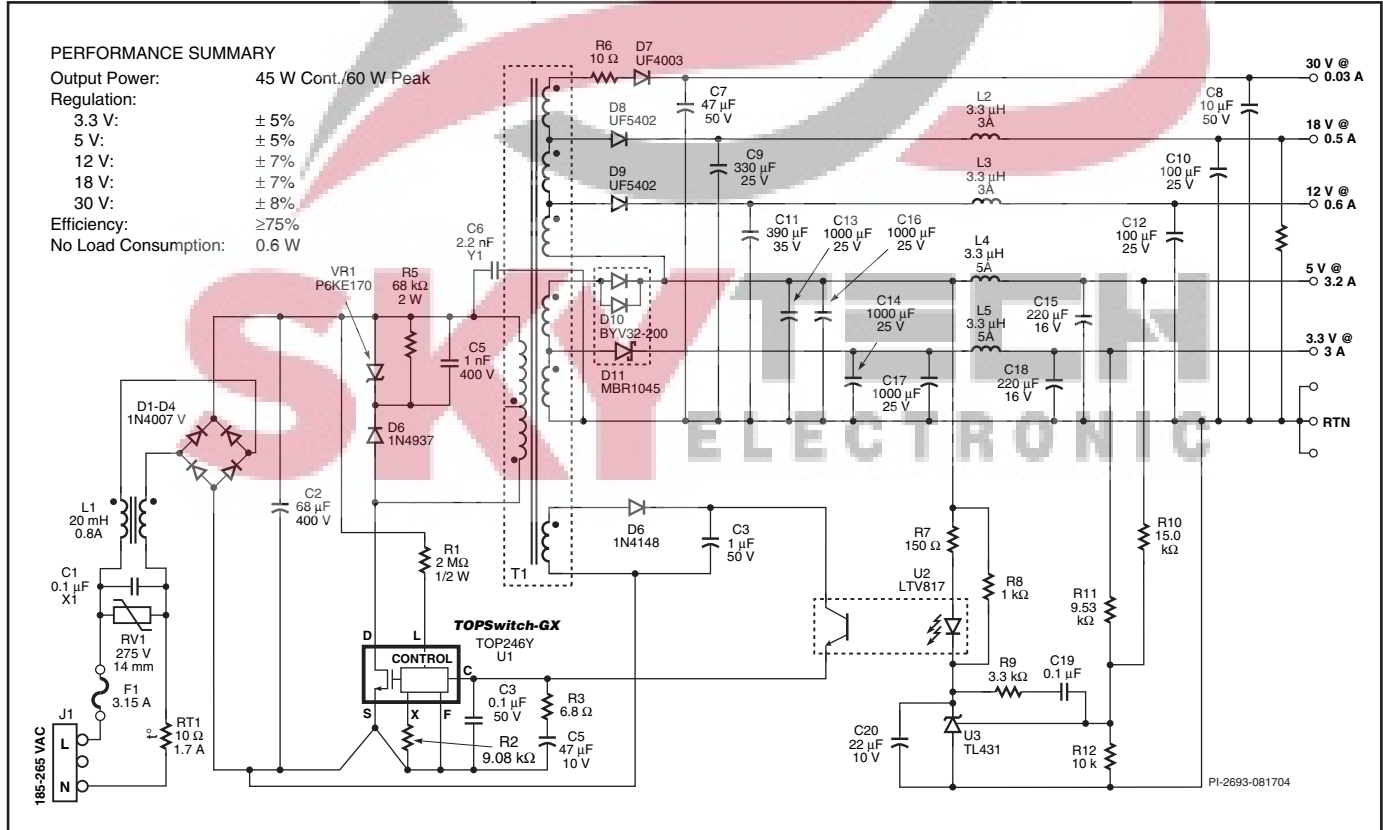 PERFORMANCE SUMMARY
Output Power: 45 W Cont./60 W Peak
Regulation:
3.3 V: ± 5%
5 V: ± 5%
12 V: ± 7%
18 V: ± 7%
30 V: ± 8%
Efficiency: ≥75%
No Load Consumption: 0.6 W
R6
10 Ω
D7
UF4003
C7
47 µF
50 V
D8
UF5402
C9
330 µF
25 V
D9
UF5402
L2
3.3 µH
3A
L3
3.3 µH
3A
C8
10 µF
50 V
30 V @
0.03 A
18 V @
0.5 A
C10
100 µF
25 V
12 V @
0.6 A
C11
390 µF
35 V
C13
1000 µF
25 V
C16
1000 µF
25 V
C12
100 µF
25 V
L4
3.3 µH
5A
5 V @
3.2 A
C6
2.2 nF
Y1
VR1
P6KE170
R5
68 kΩ
2 W
C5
1 nF
400 V
D10
BYV32-200
D11
MBR1045
C14
1000 µF
25 V
L5
3.3 µH
5A
C15
220 µF
16 V
3.3 V @
3 A
C17
1000 µF
25 V
C18
220 µF
16 V
RTN
SKY TECH
ELECTRONIC
D1-D4
1N4007 V
D6
1N4937
C2
68 µF
400 V
L1
20 mH
0.8A
C1
0.1 µF
X1
RV1
275 V
14 mm
F1
3.15 A
J1
L
N
185-265 VAC
RT1
10 Ω
1.7 A
t°
R1
2 MΩ
1/2 W
T1
D6
1N4148
C3
1 µF
50 V
TOPSwitch-GX
TOP246Y
U1
D
L
CONTROL
C
S
X
F
C3
0.1 µF
50 V
R3
6.8 Ω
C5
47 µF
10 V
R2
9.08 kΩ
R7
150 Ω
U2
LTV817
R8
1 kΩ
R10
15.0
kΩ
R11
9.53
kΩ
R9
3.3 kΩ
C19
0.1 µF
C20
22 µF
10 V
U3
TL431
R12
10 k
PI-2693-081704